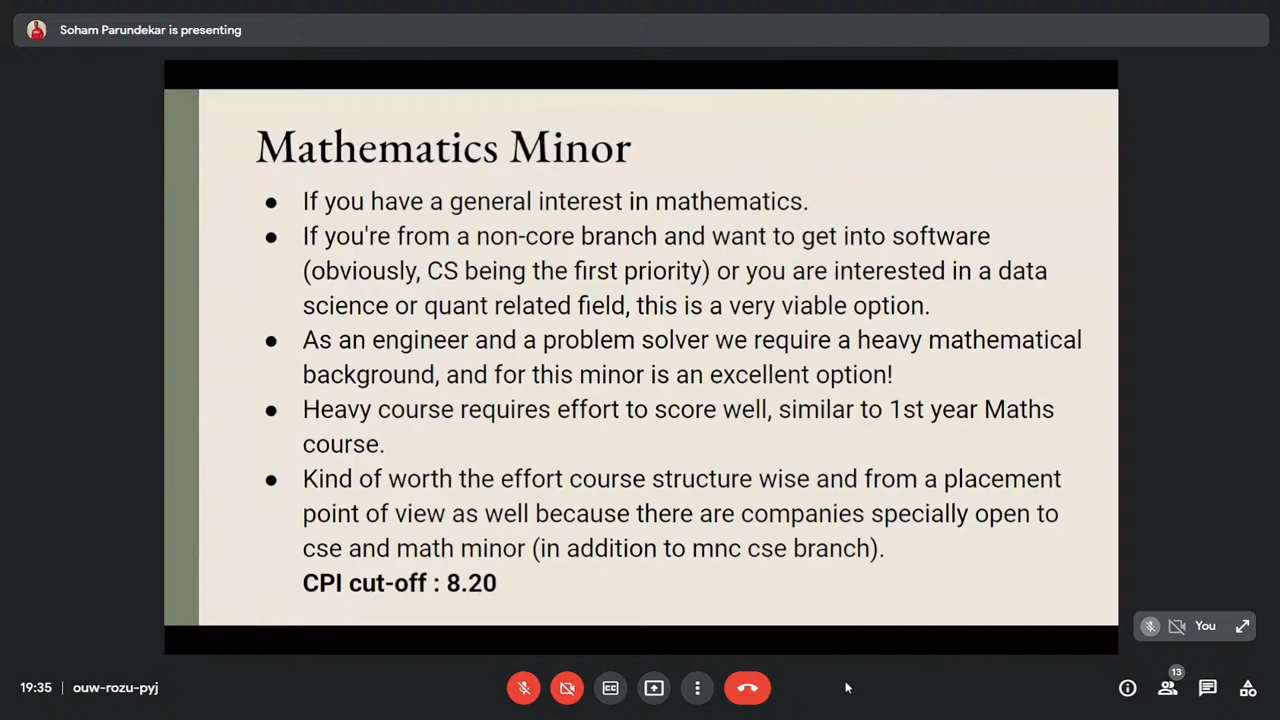 Soham Parundekar is presenting
Mathematics Minor
● If you have a general interest in mathematics.
● If you're from a non-core branch and want to get into software
(obviously, CS being the first priority) or you are interested in a data
science or quant related field, this is a very viable option.
● As an engineer and a problem solver we require a heavy mathematical
background, and for this minor is an excellent option!
● Heavy course requires effort to score well, similar to 1st year Maths
course.
● Kind of worth the effort course structure wise and from a placement
point of view as well because there are companies specially open to
cse and math minor (in addition to mnc cse branch).
CPI cut-off : 8.20
You
19:35 | ouw-rozu-pyj
CC
13